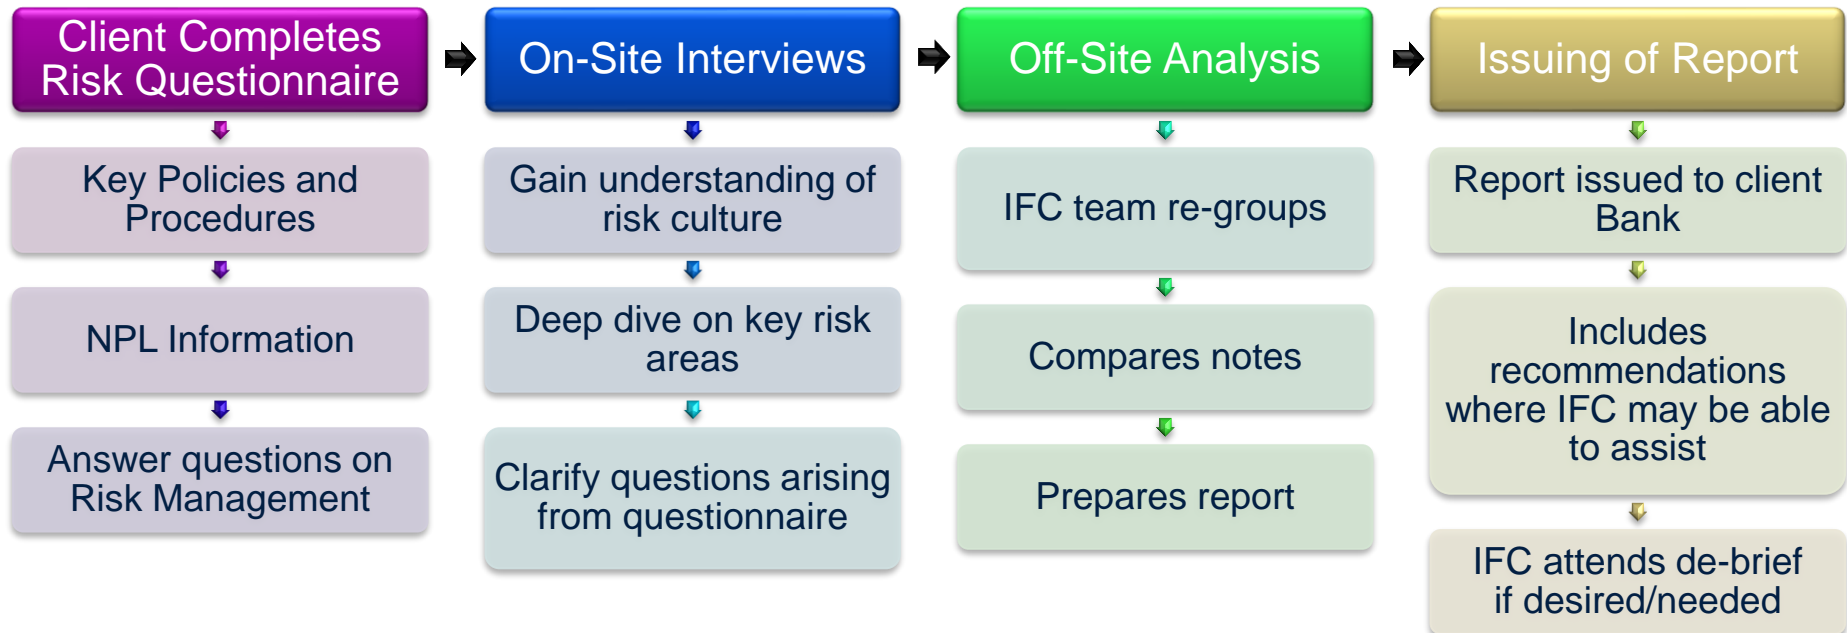 Client Completes
Risk Questionnaire
Key Policies and
Procedures
NPL Information
Answer questions on
Risk Management
On-Site Interviews
Gain understanding of
risk culture
Deep dive on key risk
areas
Clarify questions arising
from questionnaire
Off-Site Analysis
IFC team re-groups
Compares notes
Prepares report
Issuing of Report
Report issued to client
Bank
Includes
recommendations
where IFC may be able
to assist
IFC attends de-brief
if desired/needed